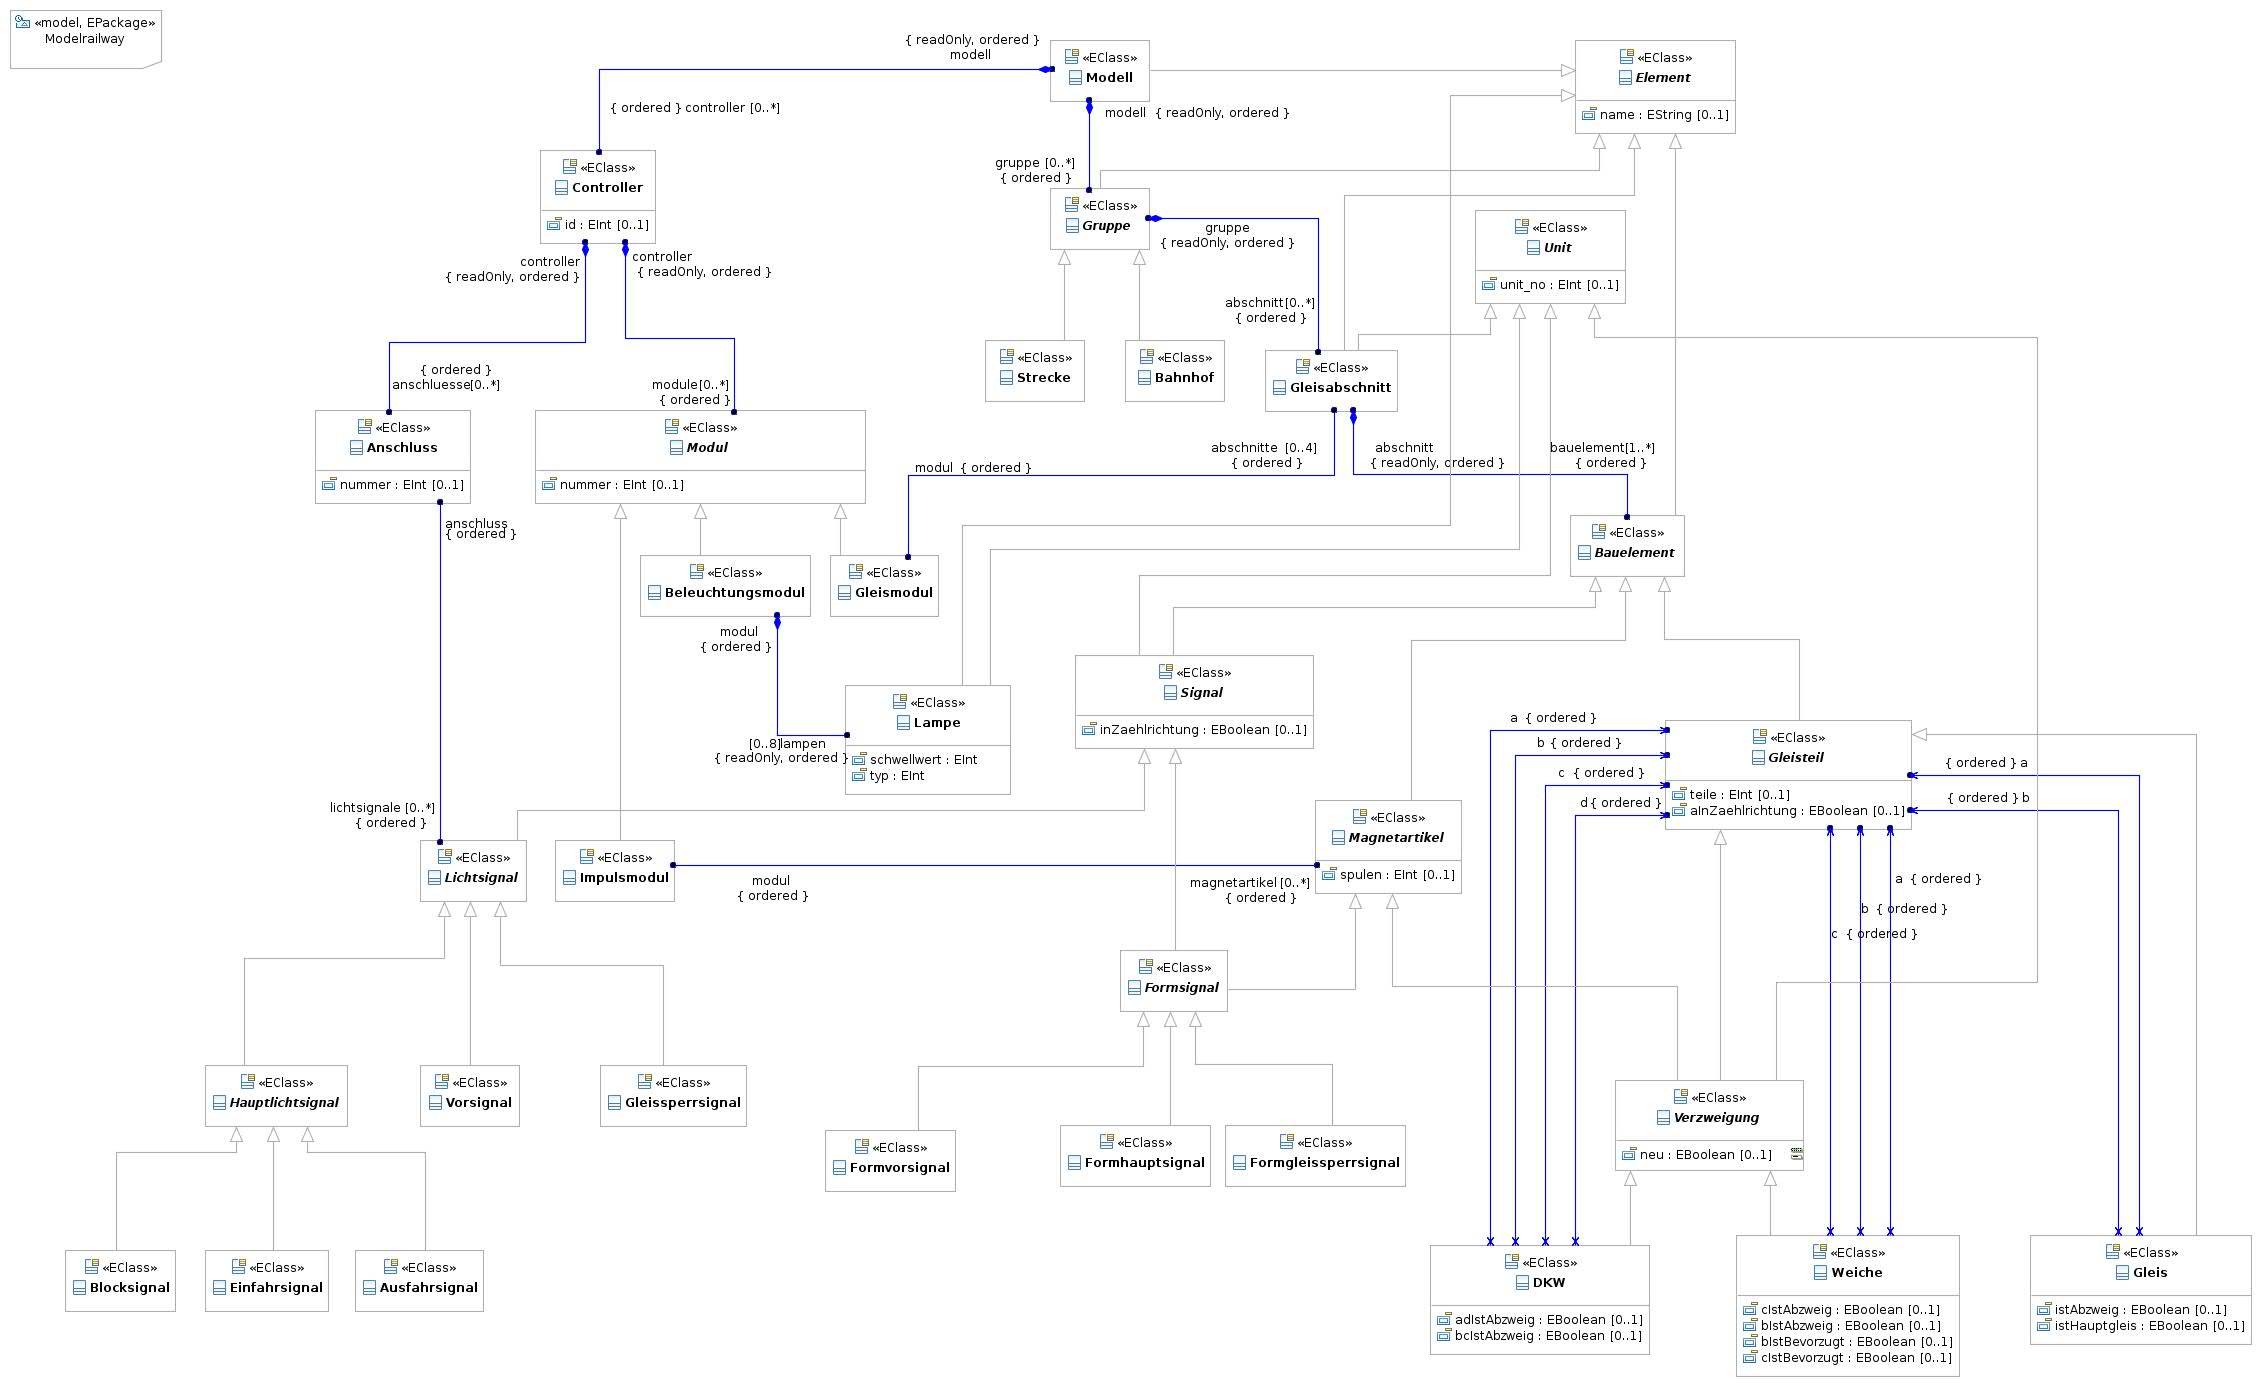 «model, EPackage»
Modelrailway
{ readOnly, ordered }
modell
«EClass»
Modell
«EClass»
Element
name : EString [0..1]
{ ordered } controller [0..*]
modell { readOnly, ordered }
«EClass»
Controller
id : EInt [0..1]
gruppe [0..*]
{ ordered }
«EClass»
Gruppe
gruppe
{ readOnly, ordered }
«EClass»
Unit
unit_no : EInt [0..1]
controller
{ readOnly, ordered }
controller
{ readOnly, ordered }
abschnitt[0..*]
{ ordered }
«EClass»
Strecke
«EClass»
Bahnhof
«EClass»
Gleisabschnitt
{ ordered }
anschluesse[0..*]
module[0..*]
{ ordered }
«EClass»
Anschluss
nummer : EInt [0..1]
«EClass»
Modul
nummer : EInt [0..1]
modul { ordered }
abschnitte [0..4]
{ ordered }
abschnitt
{ readOnly, ordered }
bauelement[1..*]
{ ordered }
anschluss
{ ordered }
«EClass»
Bauelement
«EClass»
Beleuchtungsmodul
«EClass»
Gleismodul
modul
{ ordered }
«EClass»
Lampe
schwellwert : EInt
typ : EInt
[0..8]lampen
{ readOnly, ordered }
«EClass»
Signal
inZaehlrichtung : EBoolean [0..1]
a { ordered }
b { ordered }
c { ordered }
d { ordered }
«EClass»
Gleisteil
teile : EInt [0..1]
aInZaehlrichtung : EBoolean [0..1]
{ ordered } a
{ ordered } b
lichtsignale [0..*]
{ ordered }
«EClass»
Lichtsignal
«EClass»
Impulsmodul
modul
{ ordered }
magnetartikel [0..*]
{ ordered }
«EClass»
Magnetartikel
spulen : EInt [0..1]
a { ordered }
b { ordered }
c { ordered }
«EClass»
Formsignal
«EClass»
Hauptlichtsignal
«EClass»
Vorsignal
«EClass»
Gleissperrsignal
«EClass»
Formvorsignal
«EClass»
Formhauptsignal
«EClass»
Formgleissperrsignal
«EClass»
Verzweigung
neu : EBoolean [0..1]
«EClass»
Blocksignal
«EClass»
Einfahrsignal
«EClass»
Ausfahrsignal
«EClass»
DKW
adIstAbzweig : EBoolean [0..1]
bcIstAbzweig : EBoolean [0..1]
«EClass»
Weiche
cIstAbzweig : EBoolean [0..1]
bIstAbzweig : EBoolean [0..1]
bIstBevorzugt : EBoolean [0..1]
cIstBevorzugt : EBoolean [0..1]
«EClass»
Gleis
istAbzweig : EBoolean [0..1]
istHauptgleis : EBoolean [0..1]